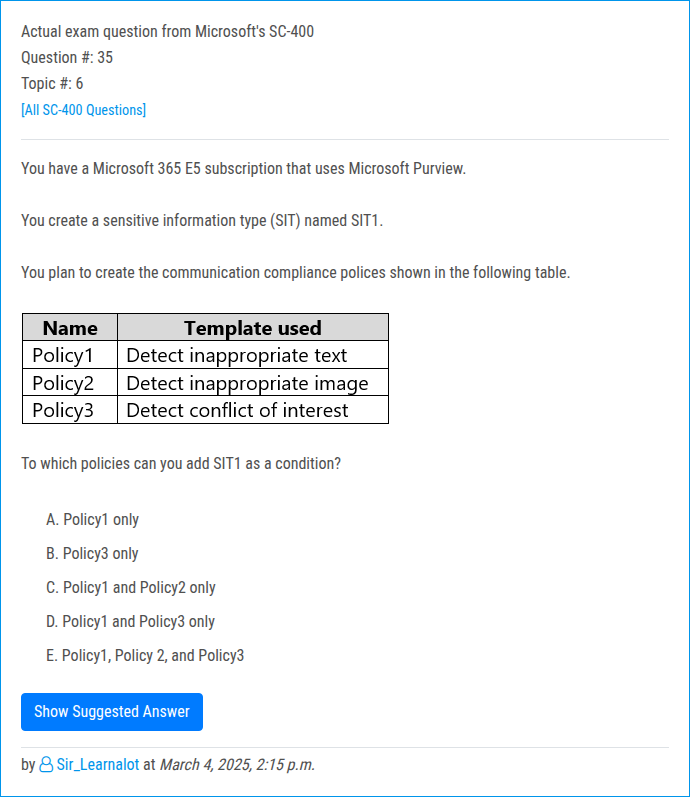 Actual exam question from Microsoft's SC-400
Question #: 35
Topic #: 6
[All SC-400 Questions]
You have a Microsoft 365 E5 subscription that uses Microsoft Purview.
You create a sensitive information type (SIT) named SIT1.
You plan to create the communication compliance polices shown in the following table.
Name Template used
Policy1 Detect inappropriate text
Policy2 Detect inappropriate image
Policy3 Detect conflict of interest
To which policies can you add SIT1 as a condition?
A. Policy1 only
B. Policy3 only
C. Policy1 and Policy2 only
D. Policy1 and Policy3 only
E. Policy1, Policy 2, and Policy3
Show Suggested Answer
by Sir_Learnalot at March 4, 2025, 2:15 p.m.